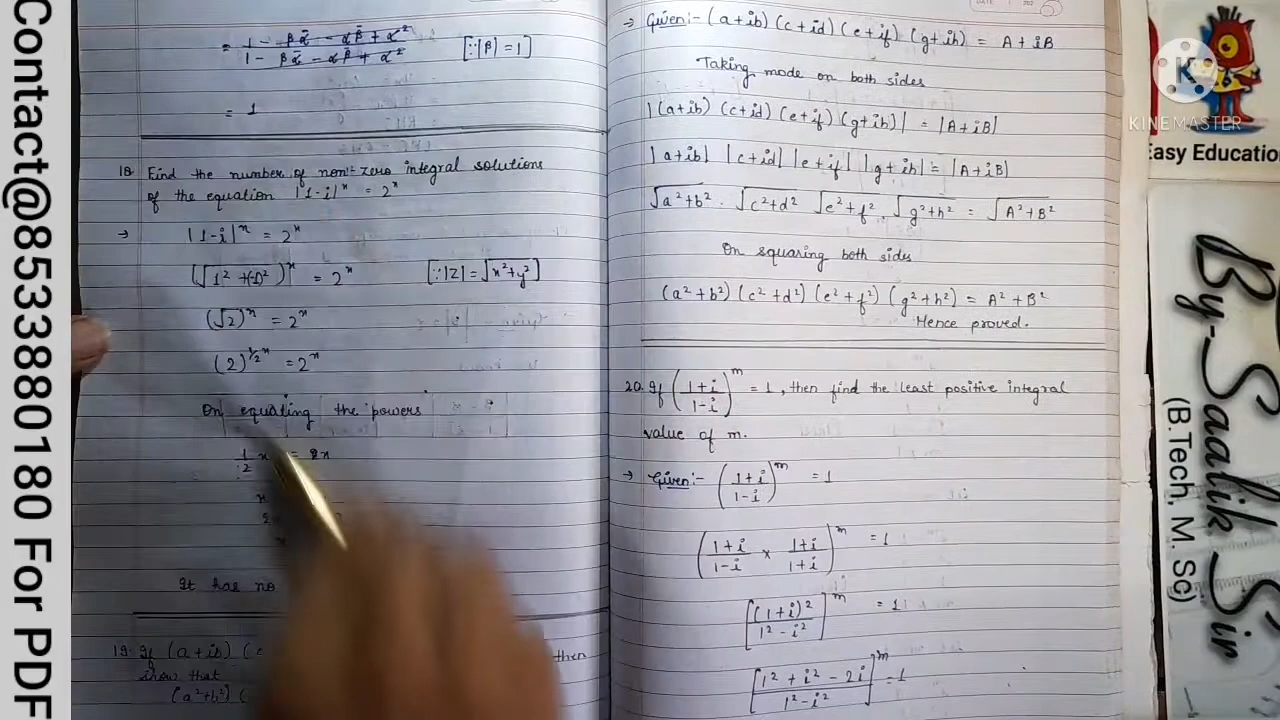 Contact@8533880180 For PDF
= 1 - βᾱ - αβ̄ + α² / 1 - βᾱ - αβ̄ + α² [∵|β| = 1]
= 1
18. Find the number of non-zero integral solutions
of the equation |1-i|ˣ = 2ˣ
→ |1-i|ˣ = 2ˣ
(√1² +(-1)²)ˣ = 2ˣ [∵|Z| = √x²+y²]
(√2)ˣ = 2ˣ
(2)^½ˣ = 2ˣ
On equating the powers
1/2 x = 2x
It has no
19. If (a+ib) (c then
show that
(a²+b²) (
→ Given:- (a+ib) (c+id) (e+if) (g+ih) = A+iB
Taking mode on both sides
|(a+ib) (c+id) (e+if) (g+ih)| = |A+iB|
|a+ib| |c+id| |e+if| |g+ih| = |A+iB|
√a²+b² . √c²+d² √e²+f² . √g²+h² = √A²+B²
On squaring both sides
(a²+b²) (c²+d²) (e²+f²) (g²+h²) = A²+B²
Hence proved.
20. If (1+i / 1-i)ᵐ = 1, then find the least positive integral
value of m.
→ Given:- (1+i / 1-i)ᵐ = 1
(1+i / 1-i × 1+i / 1+i)ᵐ = 1
[(1+i)² / 1²-i²]ᵐ = 1
[1² + i² - 2i / 1²-i²]ᵐ = 1
K
KINEMASTER
Easy Education
By-Saalik Sir
(B.Tech, M. Sc)